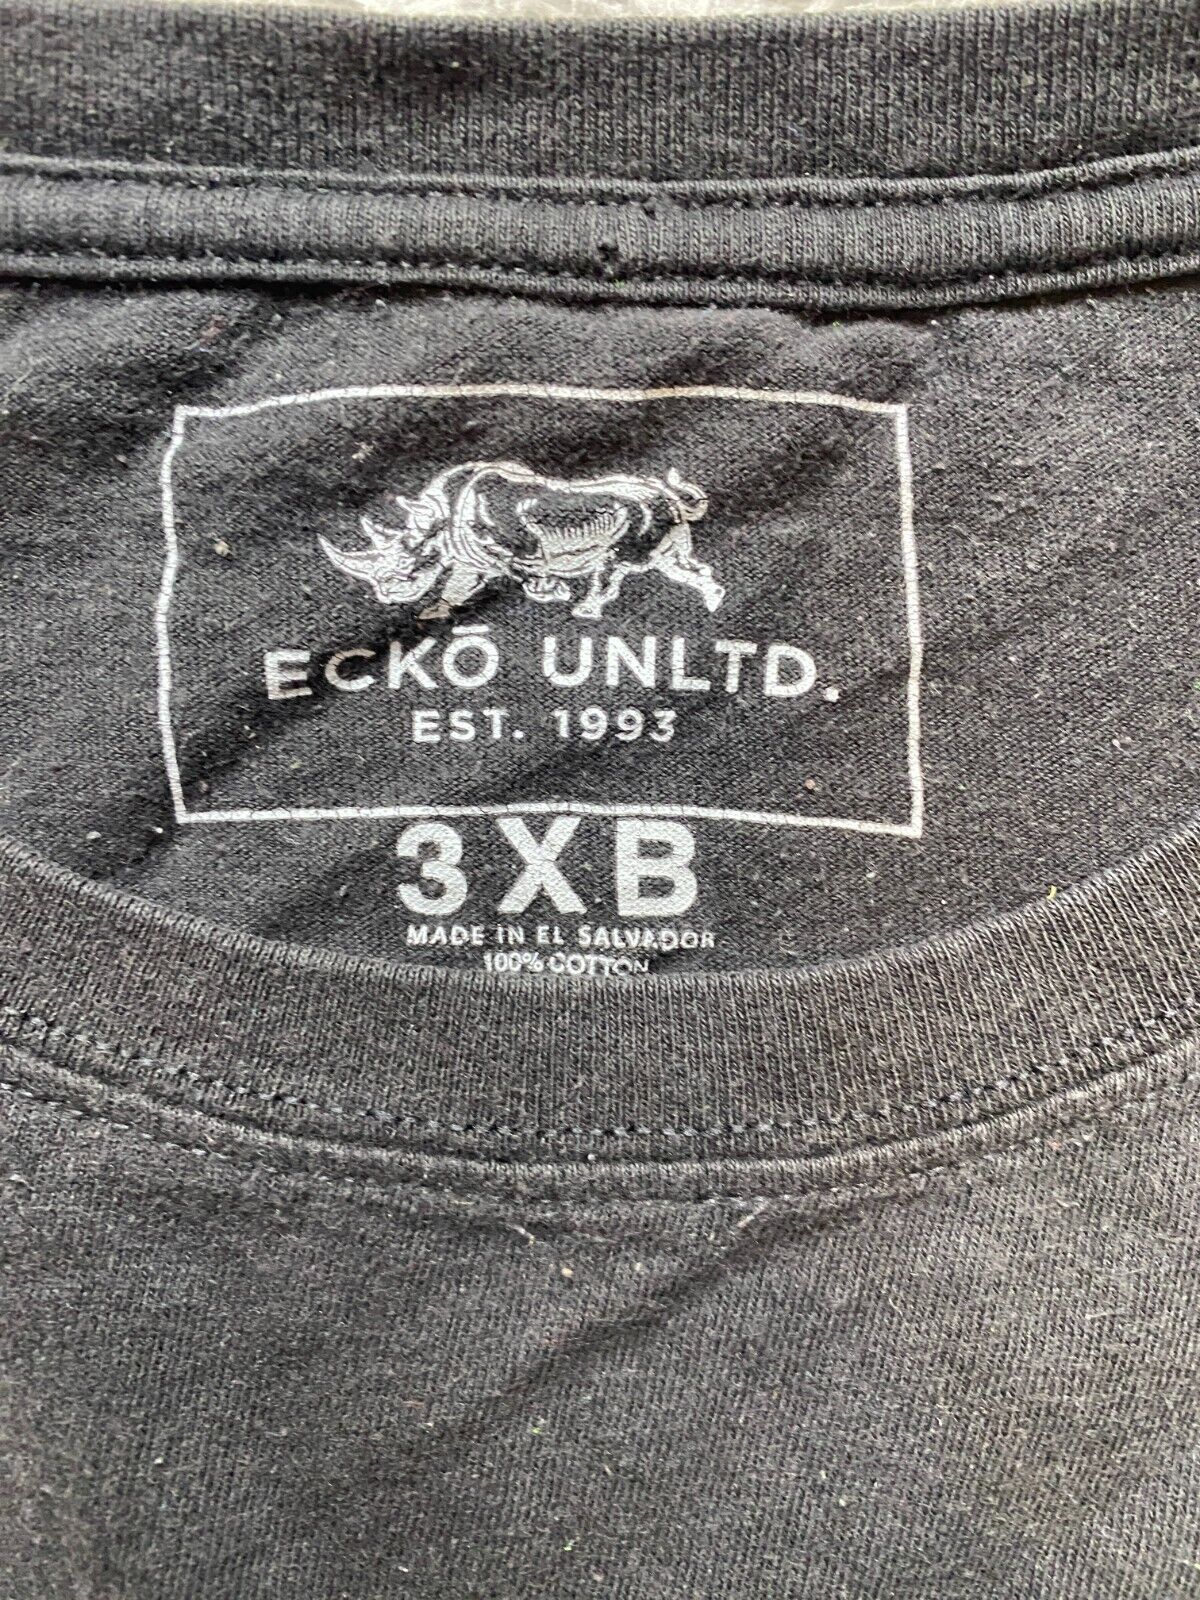 ECKŌ UNLTD.
EST. 1993
3XB
MADE IN EL SALVADOR
100% COTTON